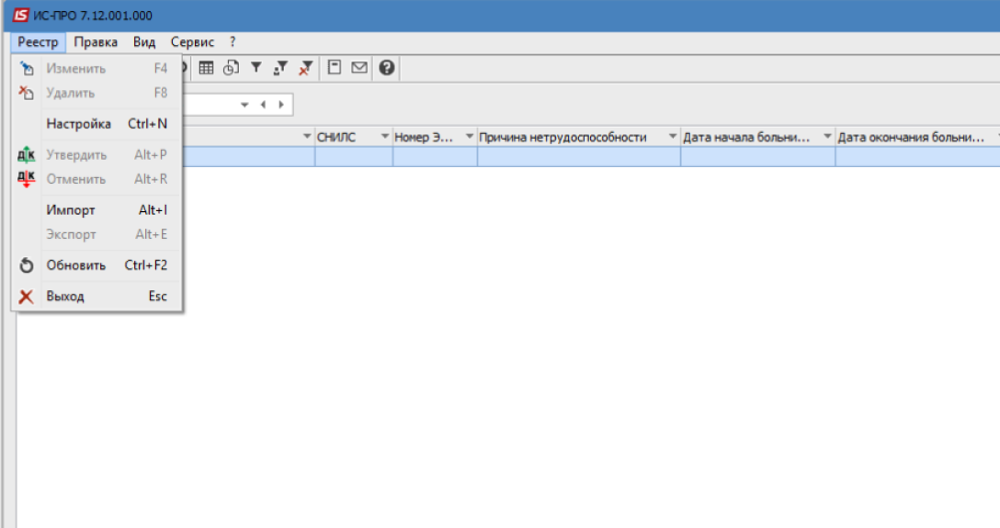 ИС-ПРО 7.12.001.000
Реестр Правка Вид Сервис ?
Изменить F4
Удалить F8
Настройка Ctrl+N
Утвердить Alt+P
Отменить Alt+R
Импорт Alt+I
Экспорт Alt+E
Обновить Ctrl+F2
Выход Esc
СНИЛС Номер Э... Причина нетрудоспособности Дата начала больни... Дата окончания больни...